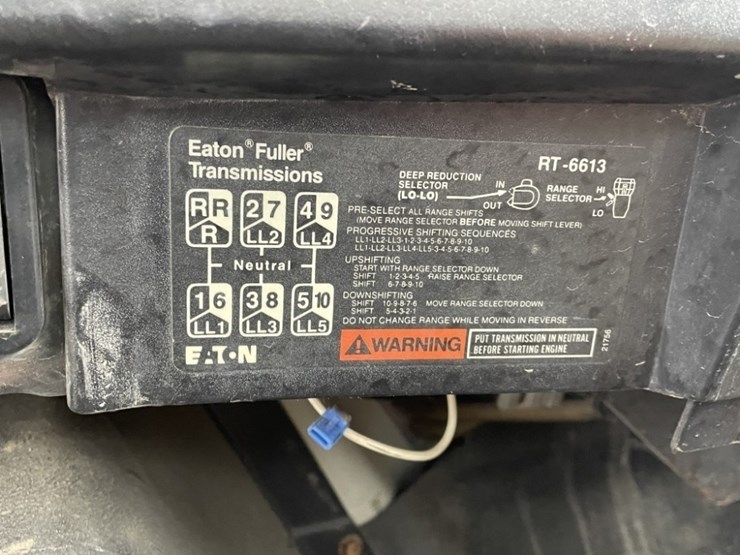 Eaton® Fuller®
Transmissions
RT-6613
DEEP REDUCTION
SELECTOR
(LO-LO)
IN
OUT
RANGE
SELECTOR
HI
LO
R R
R
2 7
LL2
4 9
LL4
Neutral
1 6
LL1
3 8
LL3
5 10
LL5
PRE-SELECT ALL RANGE SHIFTS
(MOVE RANGE SELECTOR BEFORE MOVING SHIFT LEVER)
PROGRESSIVE SHIFTING SEQUENCES
LL1-LL2-LL3-1-2-3-4-5-6-7-8-9-10
LL1-LL2-LL3-LL4-LL5-3-4-5-6-7-8-9-10
UPSHIFTING
START WITH RANGE SELECTOR DOWN
SHIFT 1-2-3-4-5 RAISE RANGE SELECTOR
SHIFT 6-7-8-9-10
DOWNSHIFTING
SHIFT 10-9-8-7-6 MOVE RANGE SELECTOR DOWN
SHIFT 5-4-3-2-1
DO NOT CHANGE RANGE WHILE MOVING IN REVERSE
EATON
WARNING
PUT TRANSMISSION IN NEUTRAL
BEFORE STARTING ENGINE
21756